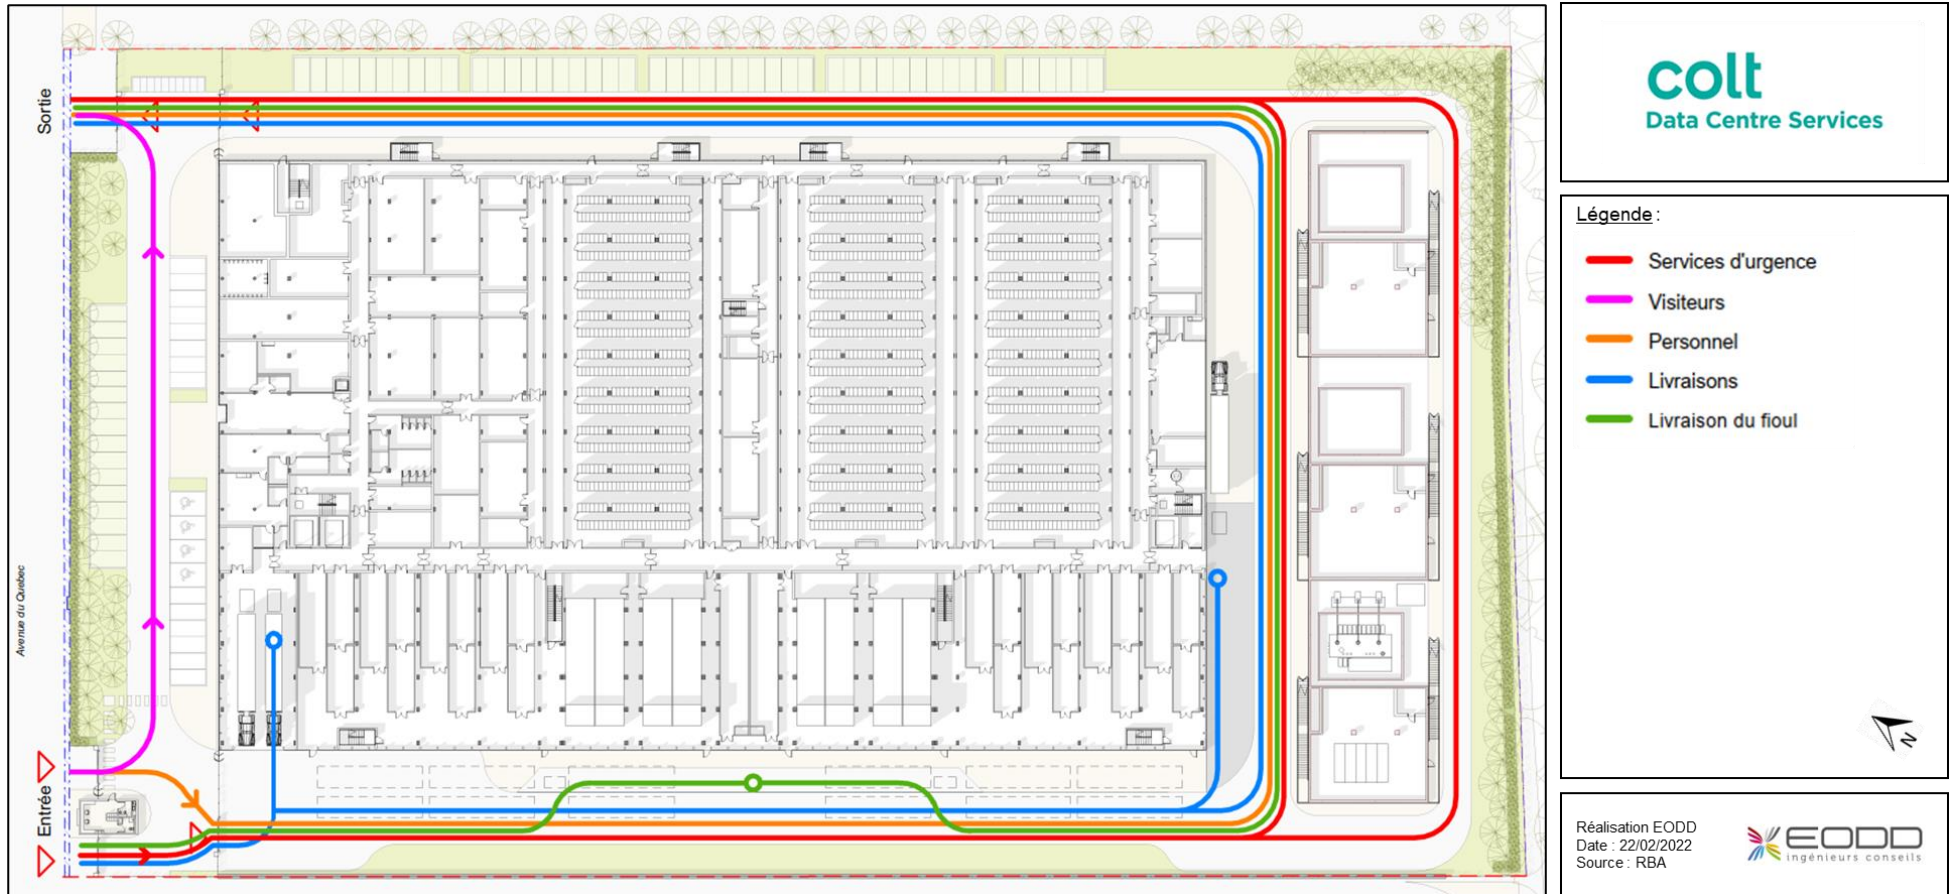 Sortie
Avenue du Quebec
Entrée
colt
Data Centre Services
Légende :
Services d'urgence
Visiteurs
Personnel
Livraisons
Livraison du fioul
N
Réalisation EODD
Date : 22/02/2022
Source : RBA
EODD
ingénieurs conseils